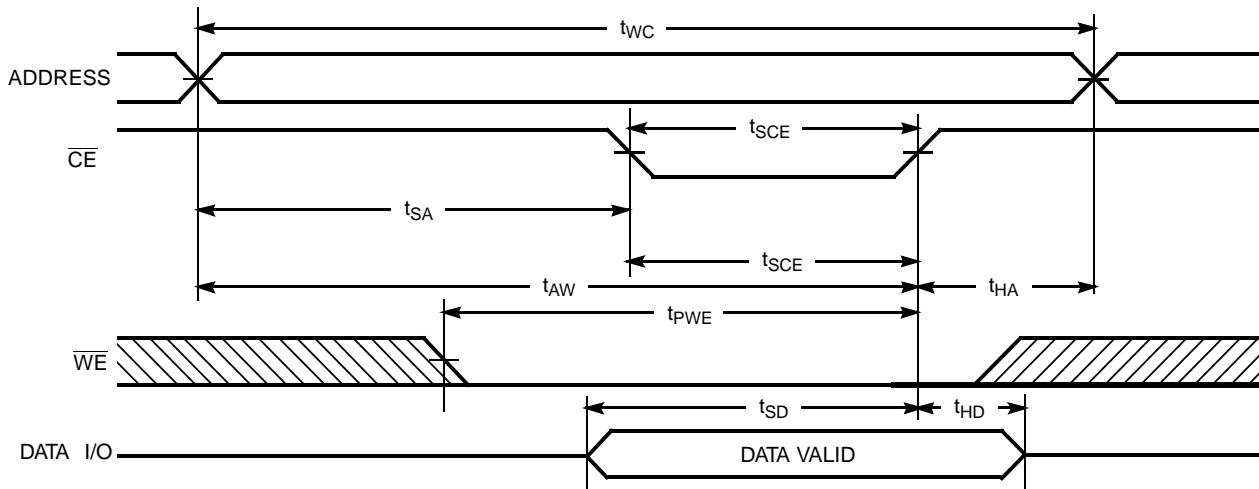 tWC
ADDRESS
tSCE
CE
tSA
tSCE
tAW
tHA
tPWE
WE
tSD
tHD
DATA I/O
DATA VALID